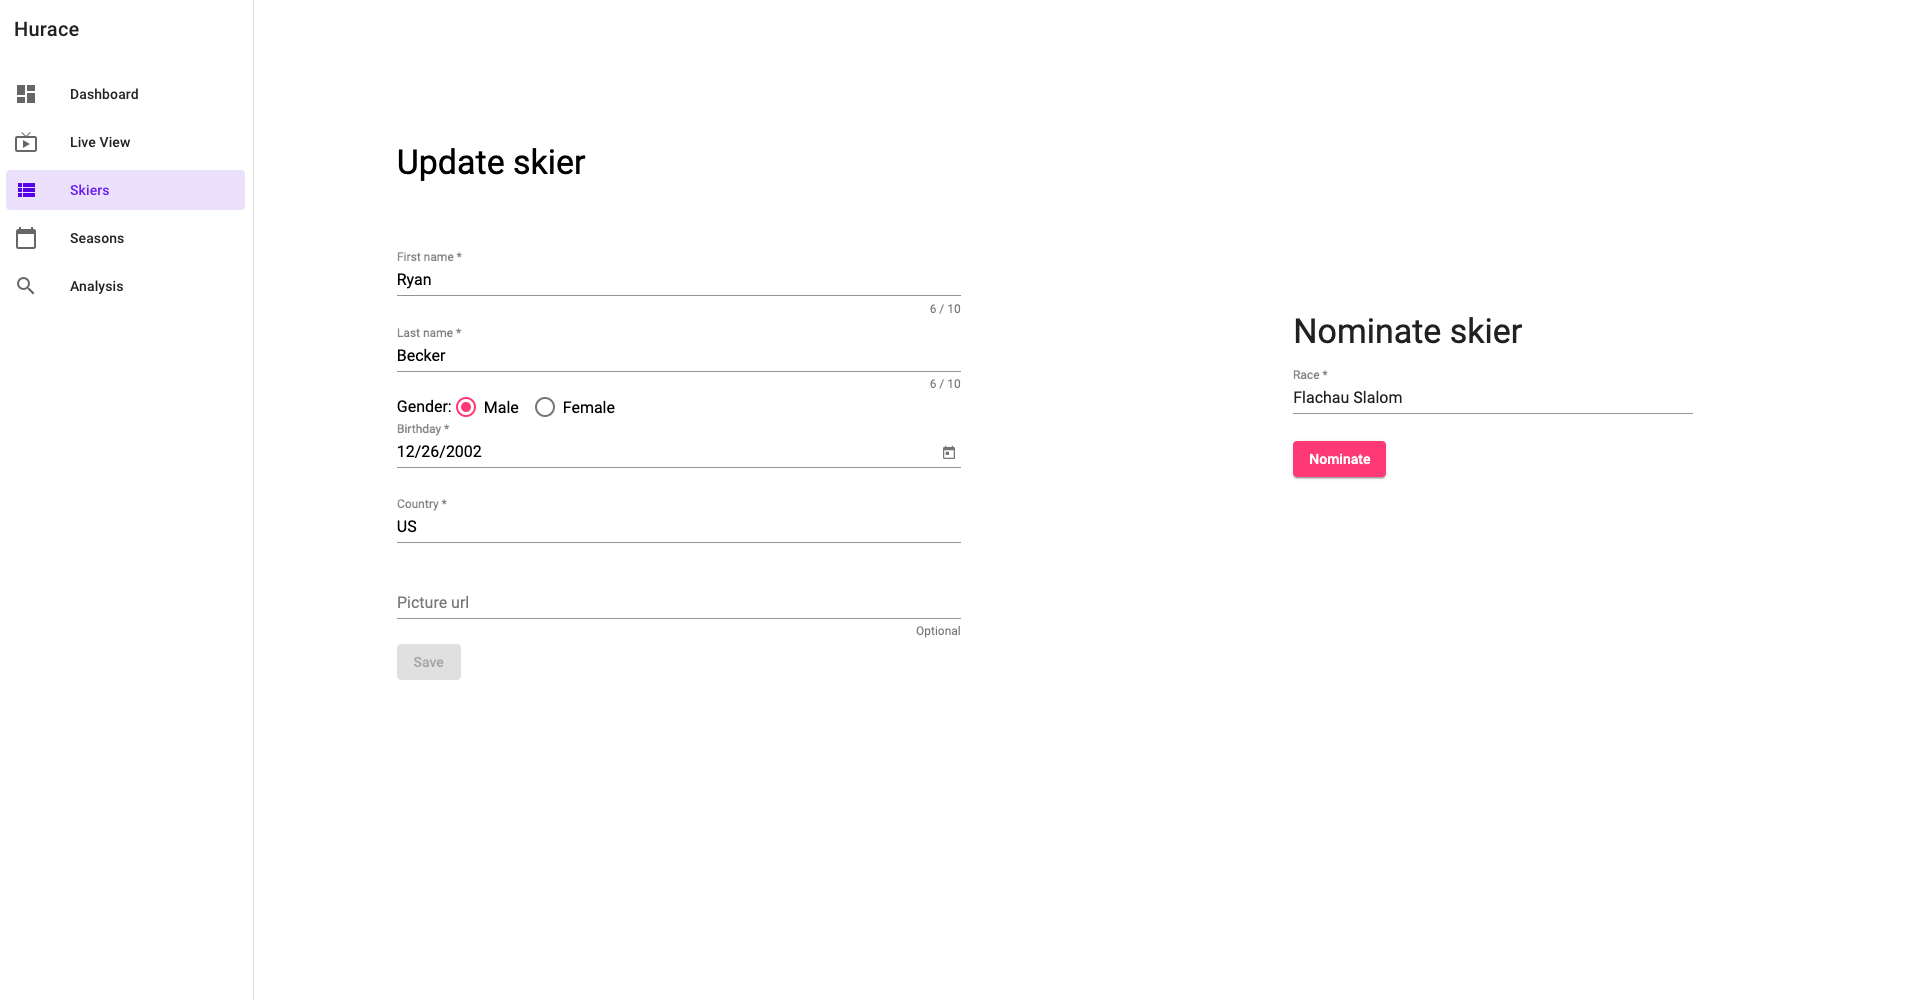 Hurace
Dashboard
Live View
Skiers
Seasons
Analysis
Update skier
First name *
Ryan
6 / 10
Last name *
Becker
6 / 10
Gender: Male Female
Birthday *
12/26/2002
Country *
US
Picture url
Optional
Save
Nominate skier
Race *
Flachau Slalom
Nominate